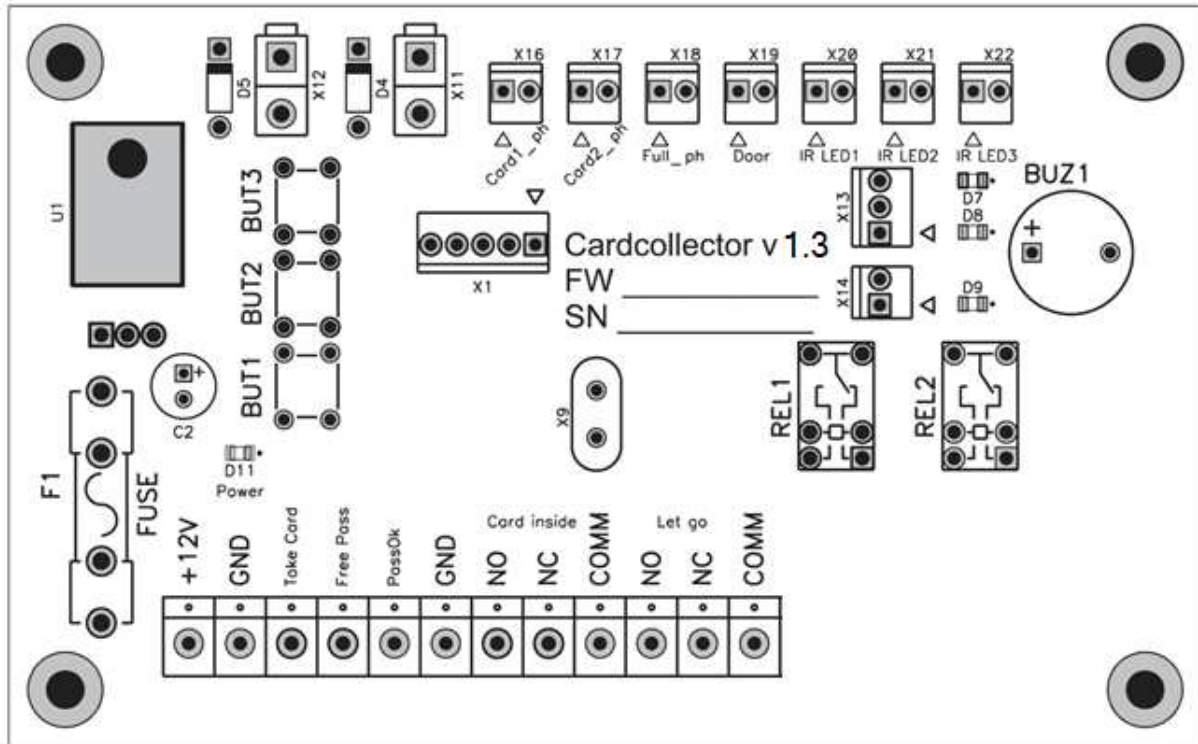 D5
X12
D4
X11
X16
X17
X18
X19
X20
X21
X22
Card1_ph
Card2_ph
Full_ph
Door
IR LED1
IR LED2
IR LED3
U1
BUT3
BUT2
BUT1
X1
Cardcollector v 1.3
FW
SN
X13
X14
D7
D8
D9
BUZ1
+
+
C2
D11
Power
X9
REL1
REL2
F1
FUSE
Card inside
Let go
+12V
GND
Take Card
Free Pass
PassOk
GND
NO
NC
COMM
NO
NC
COMM